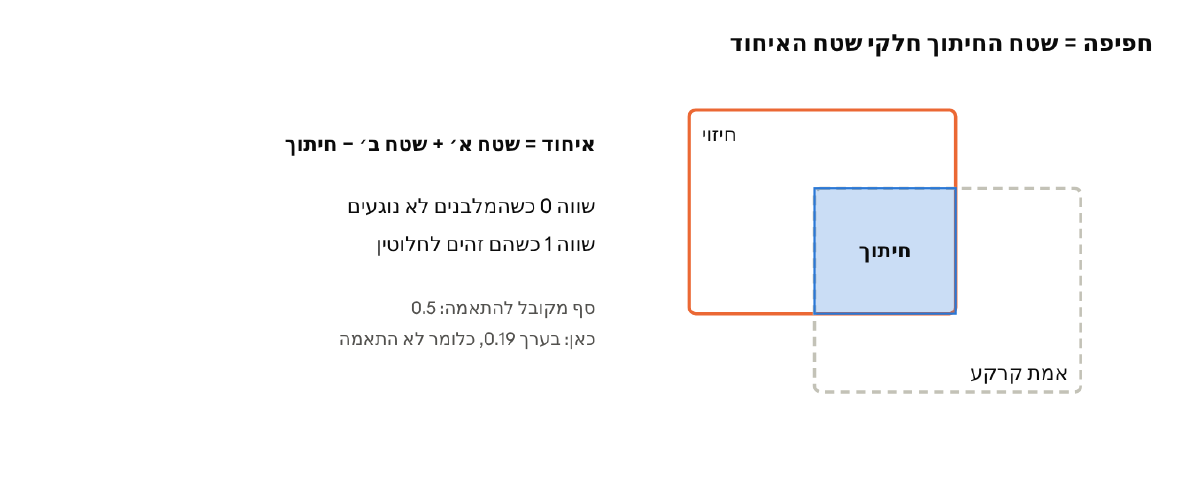 חפיפה = שטח החיתוך חלקי שטח האיחוד
חיזוי
חיתוך
אמת קרקע
איחוד = שטח א׳ + שטח ב׳ − חיתוך
שווה 0 כשהמלבנים לא נוגעים
שווה 1 כשהם זהים לחלוטין
סף מקובל להתאמה: 0.5
כאן: בערך 0.19, כלומר לא התאמה